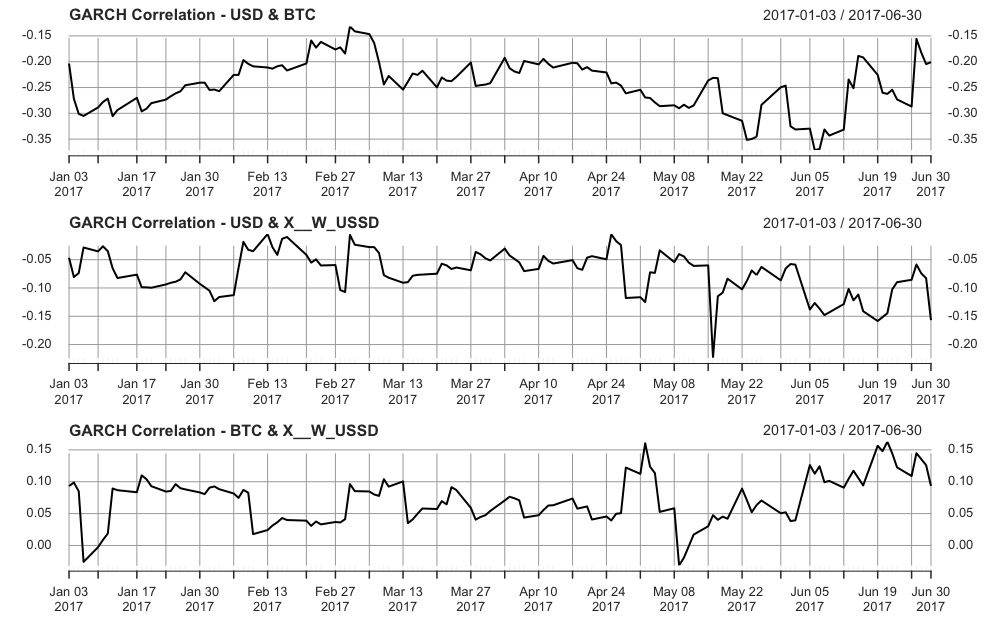 GARCH Correlation - USD & BTC 2017-01-03 / 2017-06-30
-0.15 -0.15
-0.20 -0.20
-0.25 -0.25
-0.30 -0.30
-0.35 -0.35
Jan 03 Jan 17 Jan 30 Feb 13 Feb 27 Mar 13 Mar 27 Apr 10 Apr 24 May 08 May 22 Jun 05 Jun 19 Jun 30
2017 2017 2017 2017 2017 2017 2017 2017 2017 2017 2017 2017 2017 2017
GARCH Correlation - USD & X__W_USSD 2017-01-03 / 2017-06-30
-0.05 -0.05
-0.10 -0.10
-0.15 -0.15
-0.20 -0.20
Jan 03 Jan 17 Jan 30 Feb 13 Feb 27 Mar 13 Mar 27 Apr 10 Apr 24 May 08 May 22 Jun 05 Jun 19 Jun 30
2017 2017 2017 2017 2017 2017 2017 2017 2017 2017 2017 2017 2017 2017
GARCH Correlation - BTC & X__W_USSD 2017-01-03 / 2017-06-30
0.15 0.15
0.10 0.10
0.05 0.05
0.00 0.00
Jan 03 Jan 17 Jan 30 Feb 13 Feb 27 Mar 13 Mar 27 Apr 10 Apr 24 May 08 May 22 Jun 05 Jun 19 Jun 30
2017 2017 2017 2017 2017 2017 2017 2017 2017 2017 2017 2017 2017 2017